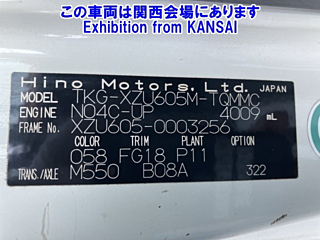 この車両は関西会場にあります
Exhibition from KANSAI
Hino Motors, Ltd. JAPAN
MODEL TKG-XZU605M-TQMMC
ENGINE N04C-UP 4009 mL
FRAME No. XZU605-0003256
COLOR TRIM PLANT OPTION
058 FG18 P11
TRANS./AXLE M550 B08A 322